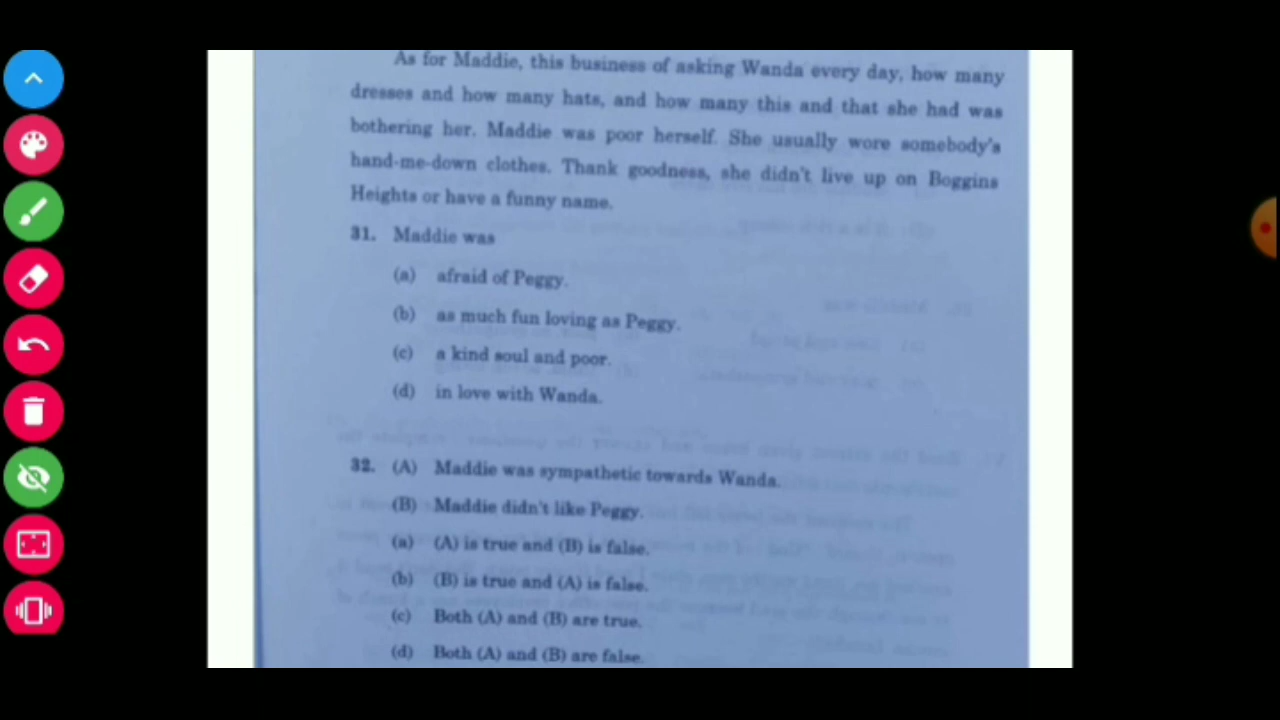 As for Maddie, this business of asking Wanda every day, how many
dresses and how many hats, and how many this and that she had was
bothering her. Maddie was poor herself. She usually wore somebody's
hand-me-down clothes. Thank goodness, she didn't live up on Boggins
Heights or have a funny name.
31. Maddie was
(a) afraid of Peggy.
(b) as much fun loving as Peggy.
(c) a kind soul and poor.
(d) in love with Wanda.
32. (A) Maddie was sympathetic towards Wanda.
(B) Maddie didn't like Peggy.
(a) (A) is true and (B) is false.
(b) (B) is true and (A) is false.
(c) Both (A) and (B) are true.
(d) Both (A) and (B) are false.